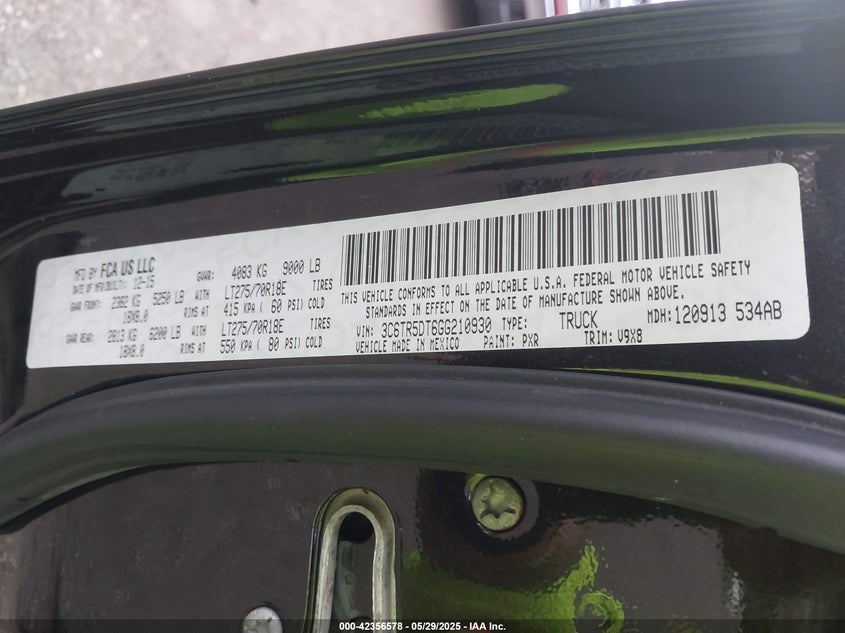 MFD BY FCA US LLC
DATE OF MFR(BUILT): 12-15 GVWR: 4083 KG 9000 LB
GAWR FRONT: 2382 KG 5250 LB WITH LT275/70R18E TIRES
18X8.0 RIMS AT 415 KPA ( 60 PSI) COLD
GAWR REAR: 2813 KG 6200 LB WITH LT275/70R18E TIRES
18X8.0 RIMS AT 550 KPA ( 80 PSI) COLD
THIS VEHICLE CONFORMS TO ALL APPLICABLE U.S.A. FEDERAL MOTOR VEHICLE SAFETY
STANDARDS IN EFFECT ON THE DATE OF MANUFACTURE SHOWN ABOVE.
VIN: 3C6TR5DT6GG210930 TYPE: TRUCK MDH: 120913 534AB
VEHICLE MADE IN MEXICO PAINT: PXR TRIM: V9X8
000-42356578 - 05/29/2025 - IAA Inc.